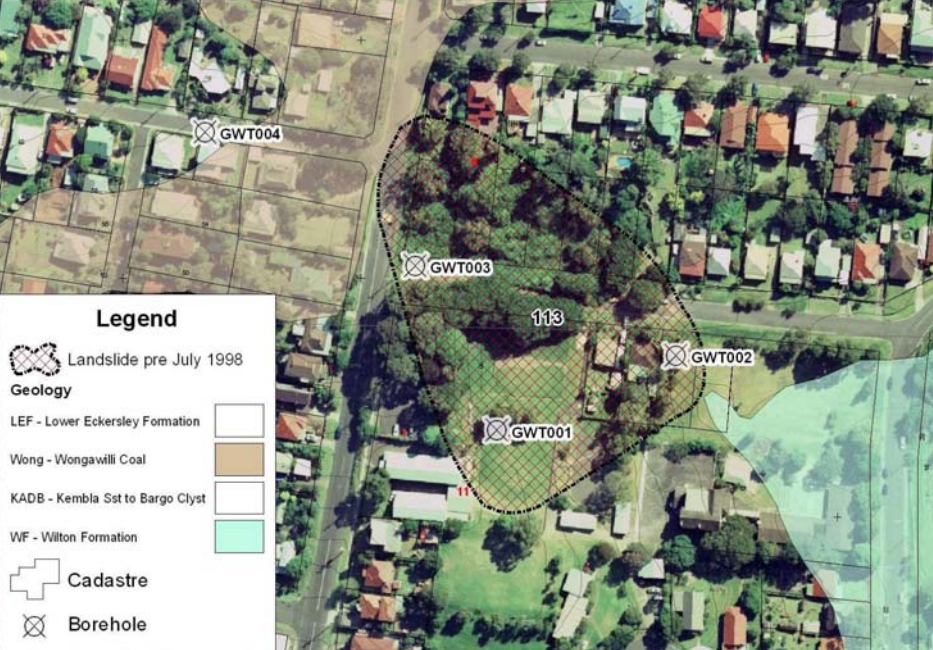 GWT004
GWT003
113
GWT002
GWT001
11
Legend
Landslide pre July 1998
Geology
LEF - Lower Eckersley Formation
Wong - Wongawilli Coal
KADB - Kembla Sst to Bargo Clyst
WF - Wilton Formation
Cadastre
Borehole